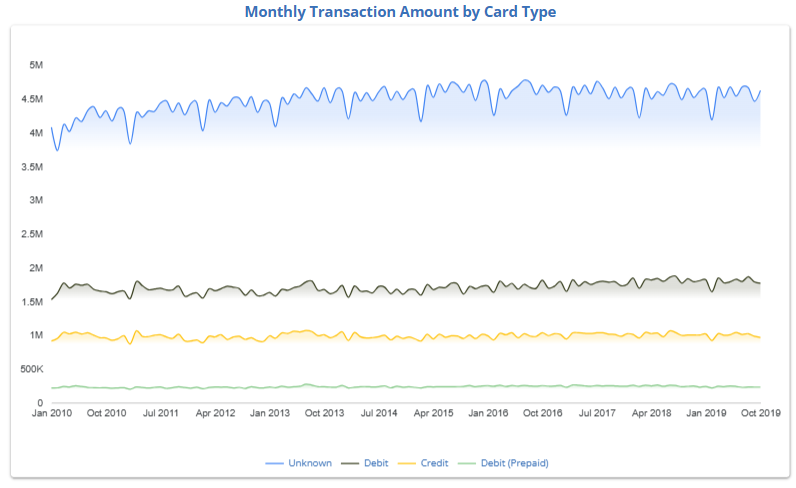 Monthly Transaction Amount by Card Type
5M
4.5M
4M
3.5M
3M
2.5M
2M
1.5M
1M
500K
0
Jan 2010 Oct 2010 Jul 2011 Apr 2012 Jan 2013 Oct 2013 Jul 2014 Apr 2015 Jan 2016 Oct 2016 Jul 2017 Apr 2018 Jan 2019 Oct 2019
Unknown Debit Credit Debit (Prepaid)